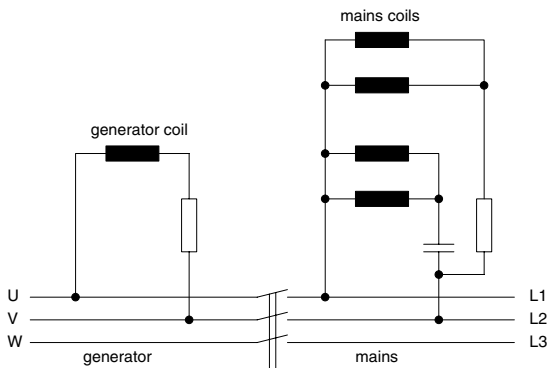 mains coils
generator coil
U L1
V L2
W L3
generator mains